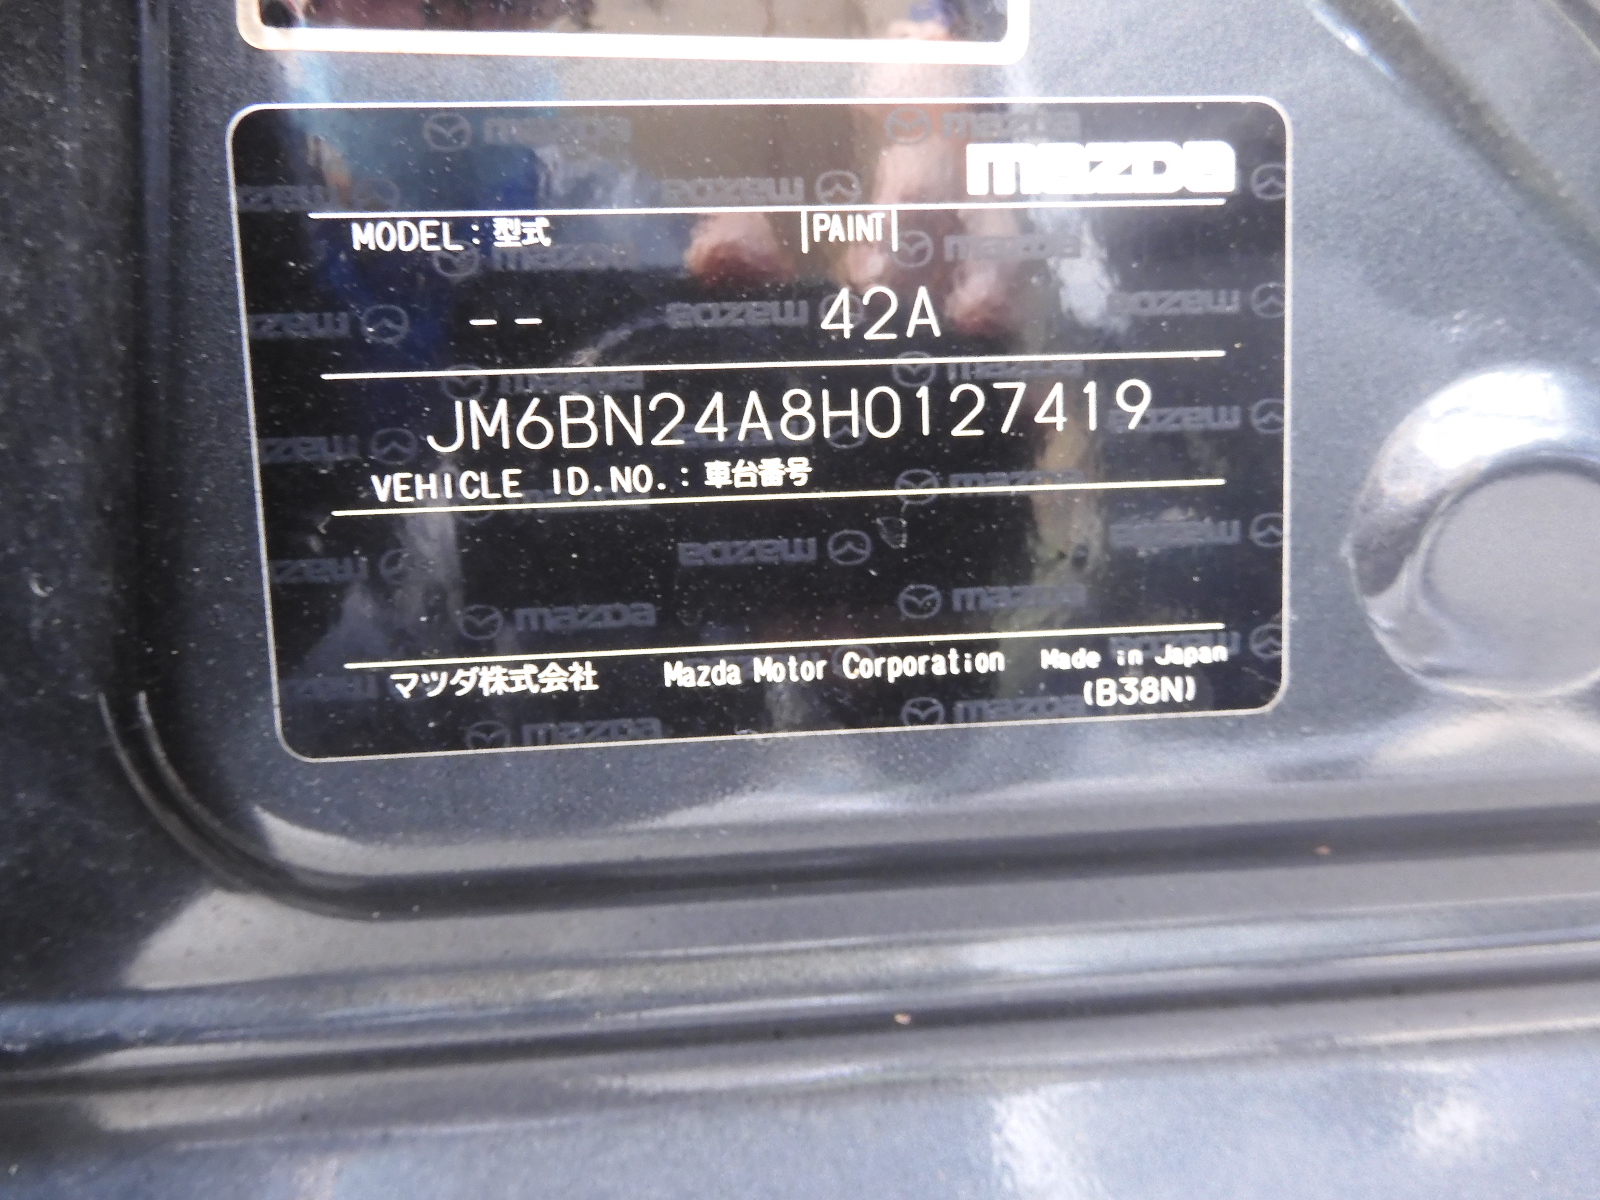 mazda
MODEL: 型式 PAINT
-- 42A
JM6BN24A8H0127419
VEHICLE ID.NO.: 車台番号
マツダ株式会社 Mazda Motor Corporation Made in Japan
(B38N)